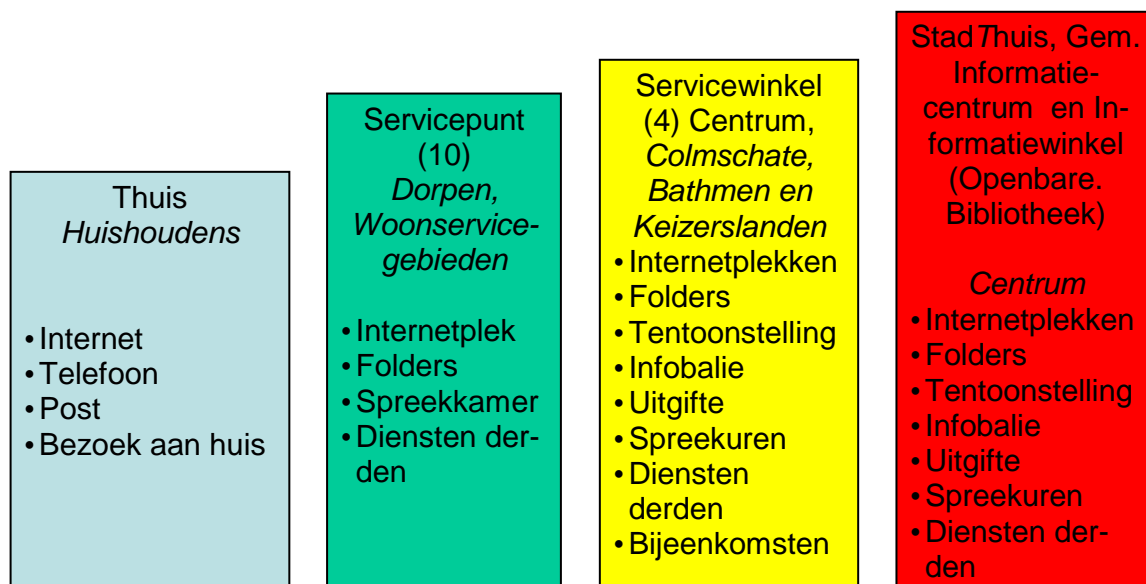 Thuis
Huishoudens
• Internet
• Telefoon
• Post
• Bezoek aan huis
Servicepunt
(10)
Dorpen,
Woonservice-
gebieden
• Internetplek
• Folders
• Spreekkamer
• Diensten der-
den
Servicewinkel
(4) Centrum,
Colmschate,
Bathmen en
Keizerslanden
• Internetplekken
• Folders
• Tentoonstelling
• Infobalie
• Uitgifte
• Spreekuren
• Diensten
derden
• Bijeenkomsten
StadThuis, Gem.
Informatie-
centrum en In-
formatiewinkel
(Openbare.
Bibliotheek)
Centrum
• Internetplekken
• Folders
• Tentoonstelling
• Infobalie
• Uitgifte
• Spreekuren
• Diensten der-
den